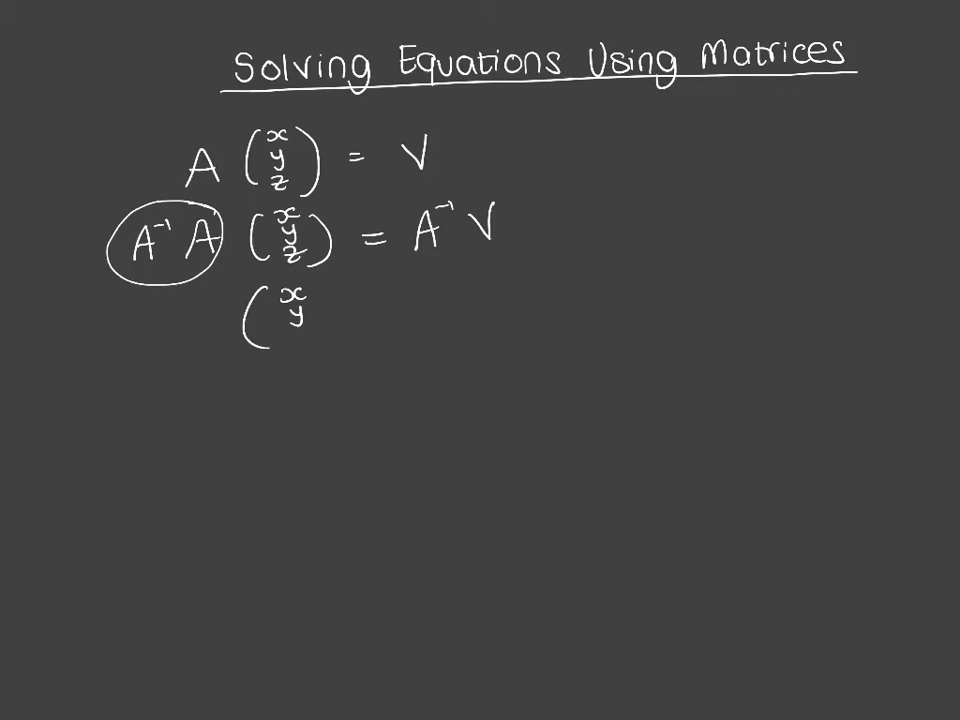 Solving Equations Using Matrices
A (x y z) = V
A⁻¹ A (x y z) = A⁻¹ V
(x y